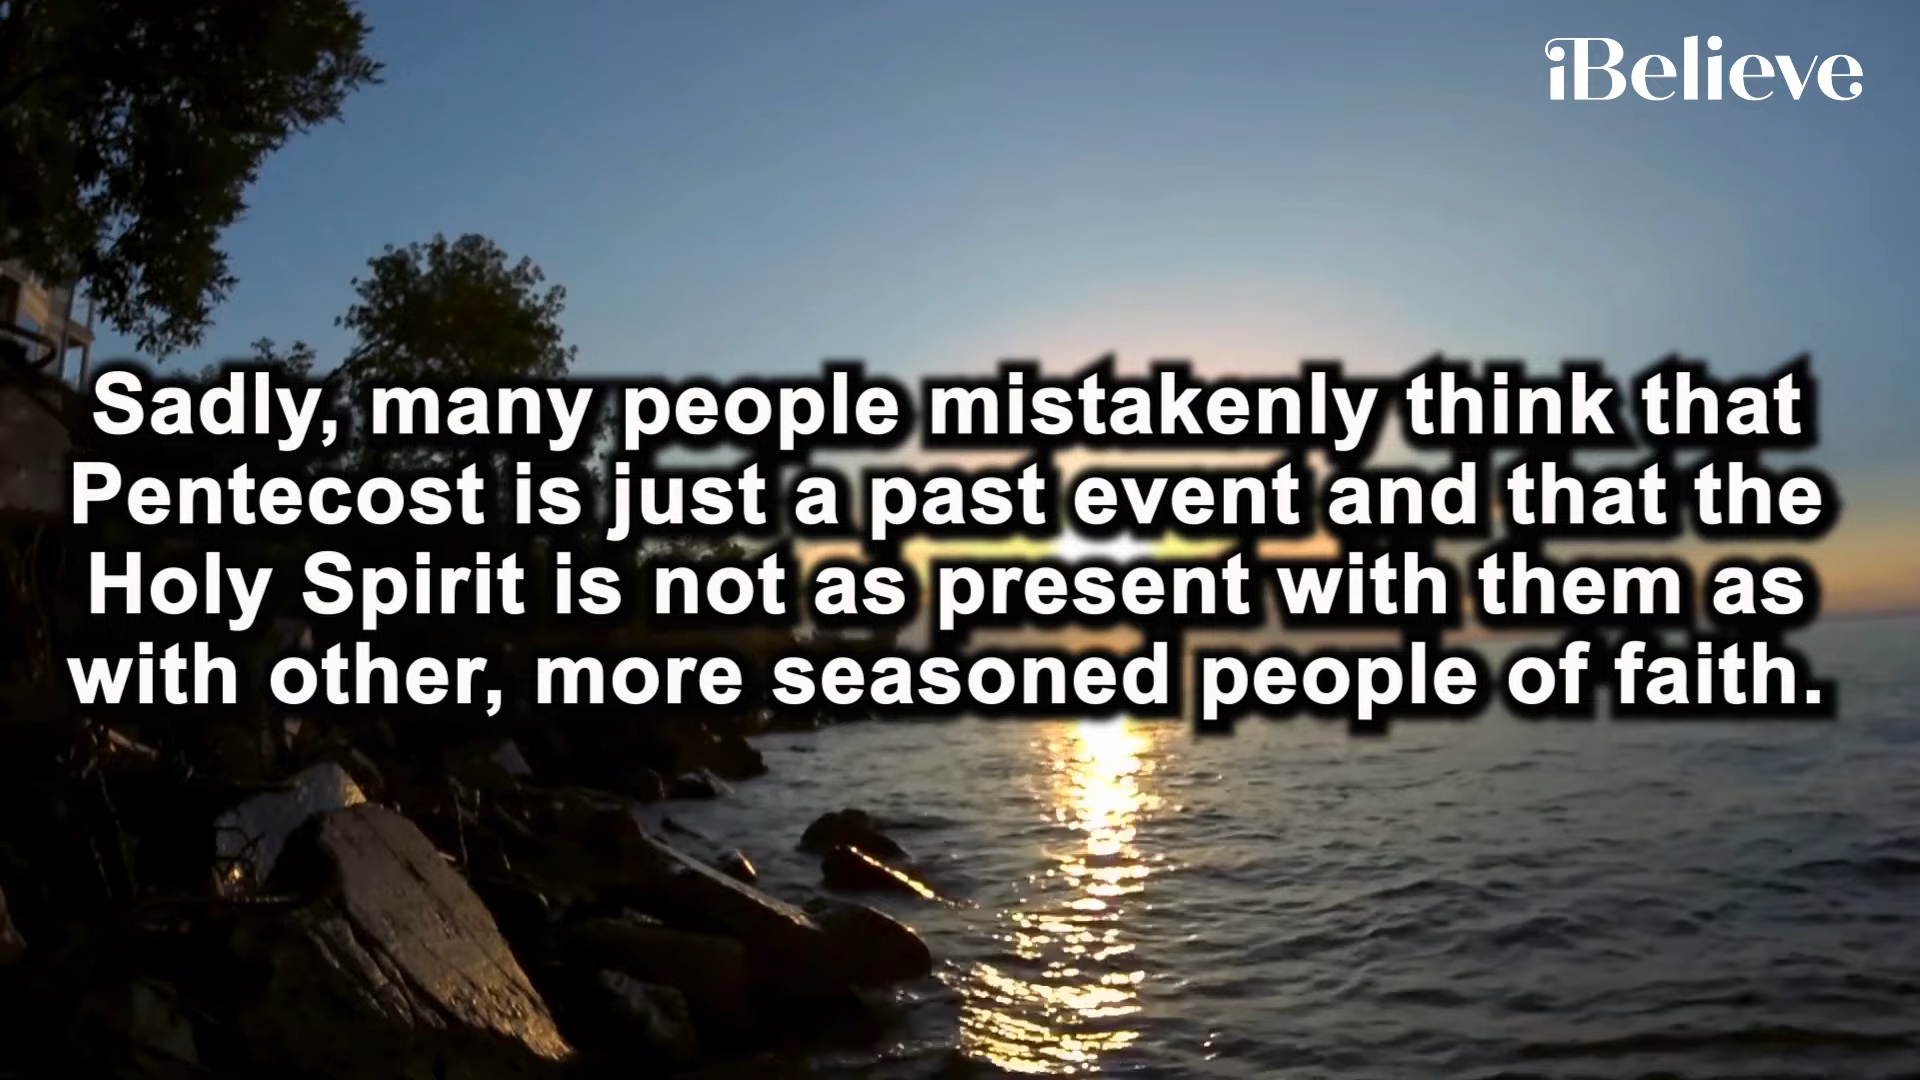 iBelieve
Sadly, many people mistakenly think that
Pentecost is just a past event and that the
Holy Spirit is not as present with them as
with other, more seasoned people of faith.